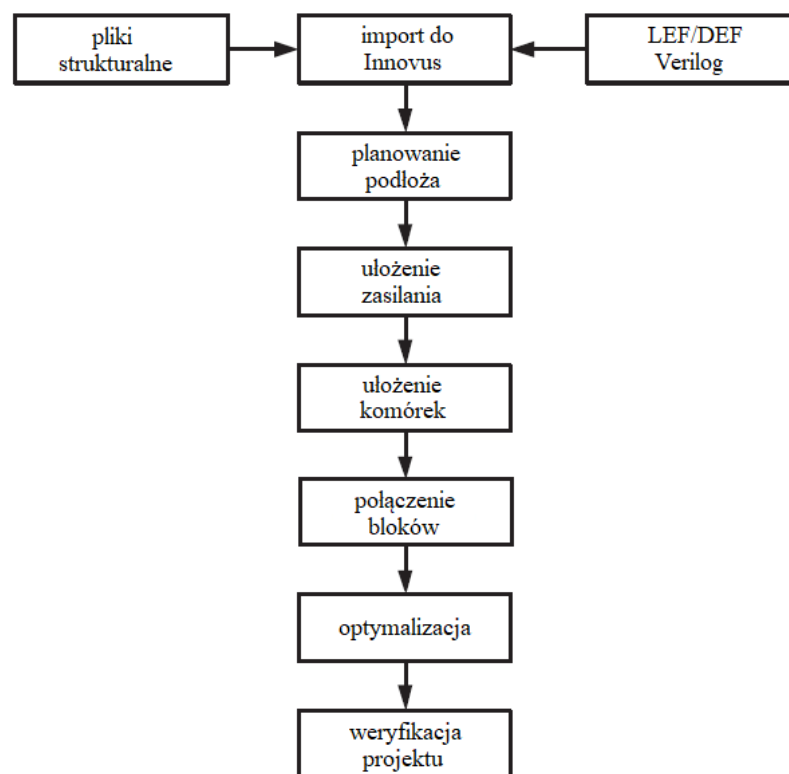 pliki
strukturalne
import do
Innovus
LEF/DEF
Verilog
planowanie
podłoża
ułożenie
zasilania
ułożenie
komórek
połączenie
bloków
optymalizacja
weryfikacja
projektu